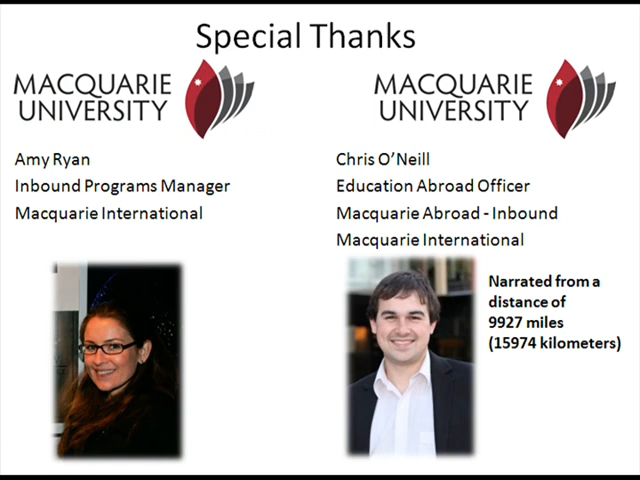 Special Thanks
MACQUARIE
UNIVERSITY
MACQUARIE
UNIVERSITY
Amy Ryan
Inbound Programs Manager
Macquarie International
Chris O’Neill
Education Abroad Officer
Macquarie Abroad - Inbound
Macquarie International
Narrated from a
distance of
9927 miles
(15974 kilometers)